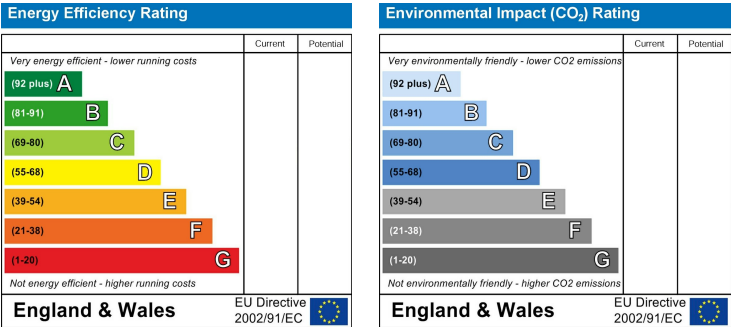 Energy Efficiency Rating
Current Potential
Very energy efficient - lower running costs
(92 plus) A
(81-91) B
(69-80) C
(55-68) D
(39-54) E
(21-38) F
(1-20) G
Not energy efficient - higher running costs
England & Wales
EU Directive
2002/91/EC
Environmental Impact (CO₂) Rating
Current Potential
Very environmentally friendly - lower CO2 emissions
(92 plus) A
(81-91) B
(69-80) C
(55-68) D
(39-54) E
(21-38) F
(1-20) G
Not environmentally friendly - higher CO2 emissions
England & Wales
EU Directive
2002/91/EC